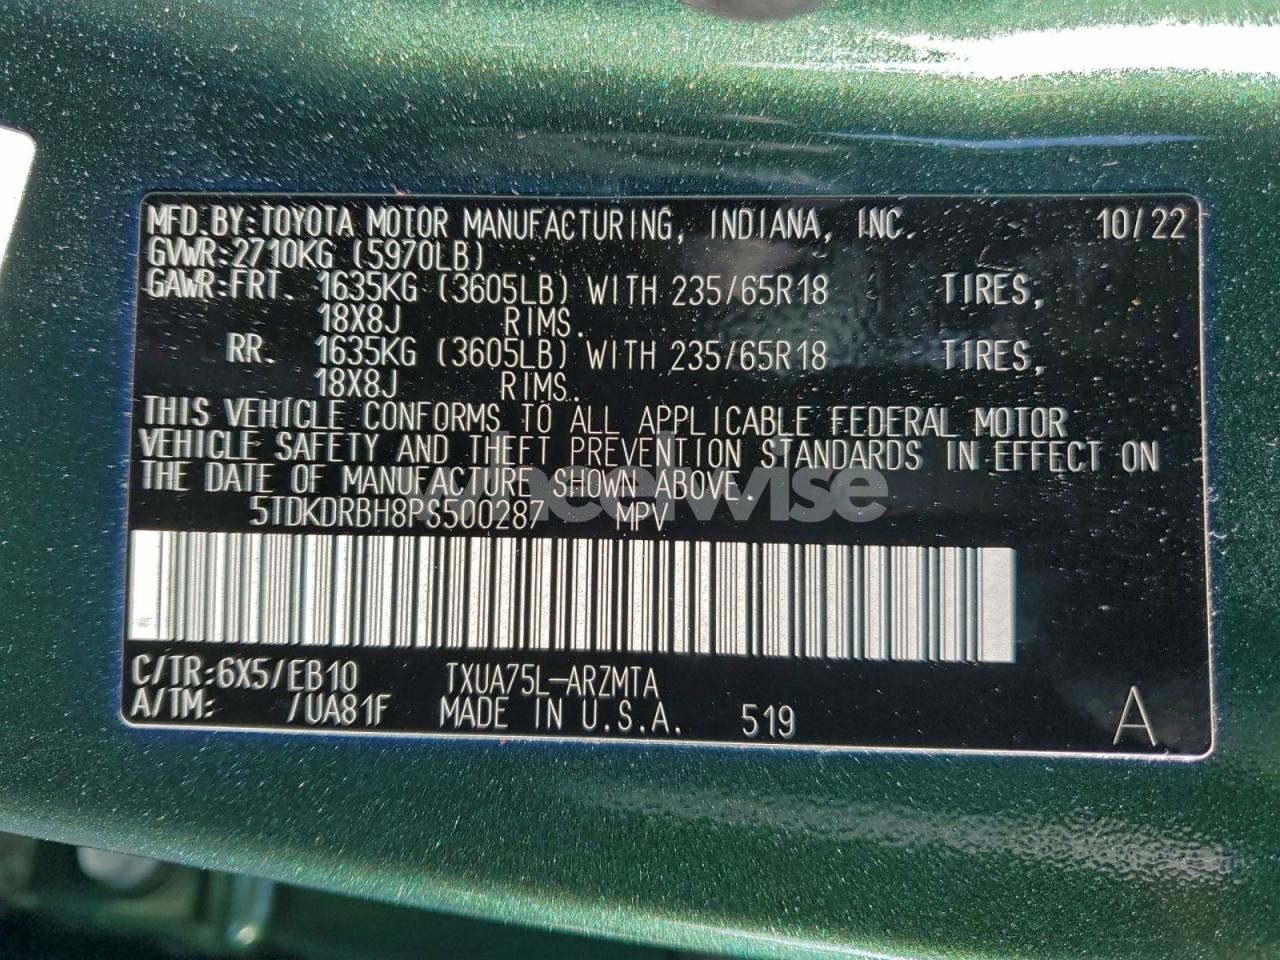 MFD.BY:TOYOTA MOTOR MANUFACTURING, INDIANA, INC. 10/22
GVWR:2710KG (5970LB)
GAWR:FRT. 1635KG (3605LB) WITH 235/65R18 TIRES,
18X8J RIMS.
RR. 1635KG (3605LB) WITH 235/65R18 TIRES,
18X8J RIMS.
THIS VEHICLE CONFORMS TO ALL APPLICABLE FEDERAL MOTOR
VEHICLE SAFETY AND THEFT PREVENTION STANDARDS IN EFFECT ON
THE DATE OF MANUFACTURE SHOWN ABOVE.
wheelwise
5TDKDRBH8PS500287 MPV
C/TR:6X5/EB10 TXUA75L-ARZMTA
A/TM: /UA81F MADE IN U.S.A. 519 A